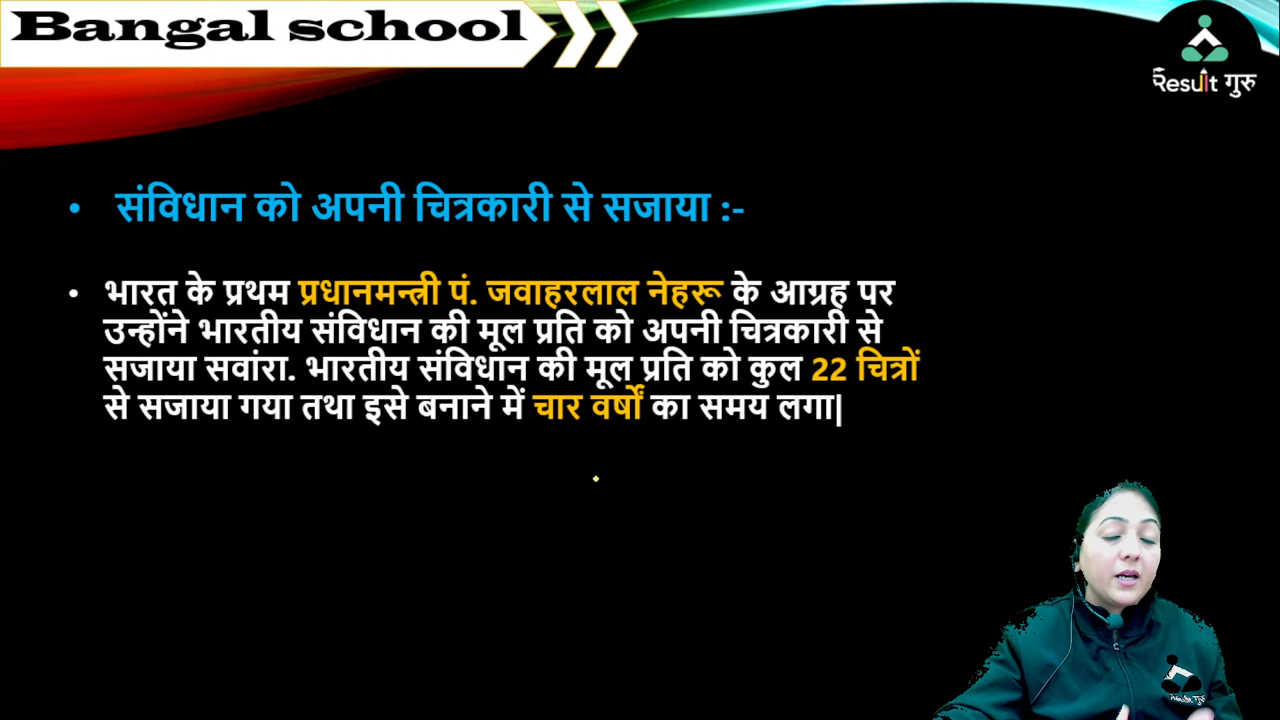 Bangal school
Result गुरु
संविधान को अपनी चित्रकारी से सजाया :-
भारत के प्रथम प्रधानमन्त्री पं. जवाहरलाल नेहरू के आग्रह पर
उन्होंने भारतीय संविधान की मूल प्रति को अपनी चित्रकारी से
सजाया सवांरा. भारतीय संविधान की मूल प्रति को कुल 22 चित्रों
से सजाया गया तथा इसे बनाने में चार वर्षों का समय लगा|
Result गुरु